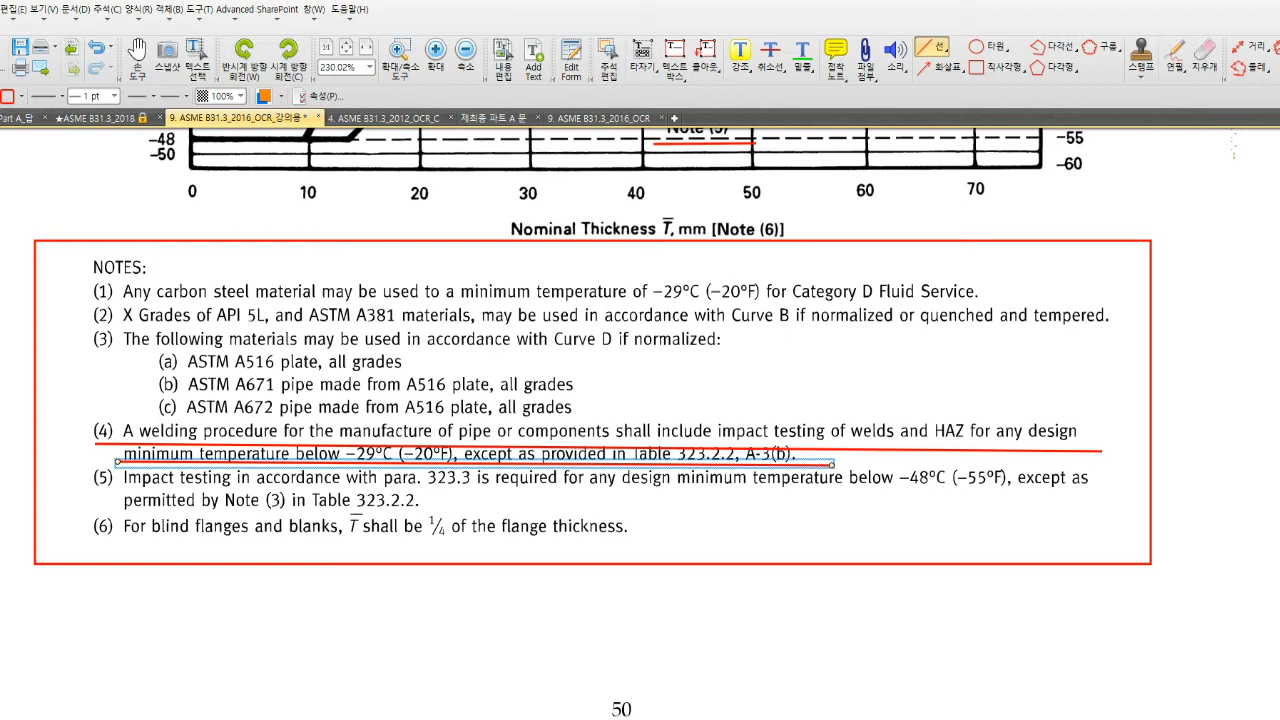 편집(E) 보기(V) 문서(D) 주석(C) 양식(R) 객체(B) 도구(T) Advanced SharePoint 창(W) 도움말(H)
손 도구 스냅샷 텍스트 선택 반시계 방향 회전(W) 시계 방향 회전(C) 230.02% 확대/축소 도구 확대 축소 내용 편집 Add Text Edit Form 주석 편집 타자기 텍스트 박스 콜아웃 강조 취소선 밑줄 접착 노트 파일 첨부 소리 선 화살표 타원 직사각형 다각선 다각형 구름 스탬프 연필 지우개 거리 둘레
1 pt 100% 속성(P)...
Part A_답 ★ASME B31.3_2018 9. ASME B31.3_2016_OCR_강의용 * 4. ASME B31.3_2012_OCR_C 제최종 파트 A 문 9. ASME B31.3_2016_OCR
−48 −55
−50 −60
0 10 20 30 40 50 60 70
Nominal Thickness T̅, mm [Note (6)]
NOTES:
(1) Any carbon steel material may be used to a minimum temperature of −29°C (−20°F) for Category D Fluid Service.
(2) X Grades of API 5L, and ASTM A381 materials, may be used in accordance with Curve B if normalized or quenched and tempered.
(3) The following materials may be used in accordance with Curve D if normalized:
(a) ASTM A516 plate, all grades
(b) ASTM A671 pipe made from A516 plate, all grades
(c) ASTM A672 pipe made from A516 plate, all grades
(4) A welding procedure for the manufacture of pipe or components shall include impact testing of welds and HAZ for any design
minimum temperature below −29°C (−20°F), except as provided in Table 323.2.2, A-3(b).
(5) Impact testing in accordance with para. 323.3 is required for any design minimum temperature below −48°C (−55°F), except as
permitted by Note (3) in Table 323.2.2.
(6) For blind flanges and blanks, T̅ shall be 1/4 of the flange thickness.
50